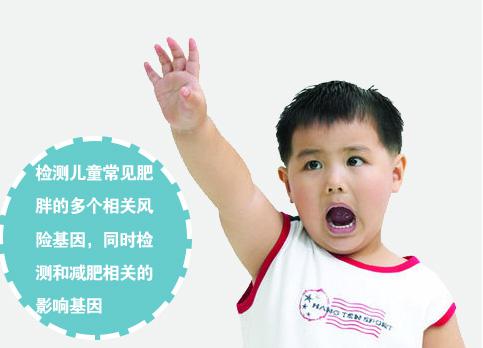 检测儿童常见肥
胖的多个相关风
险基因，同时检
测和减肥相关的
影响基因
HANG TEN SPORT